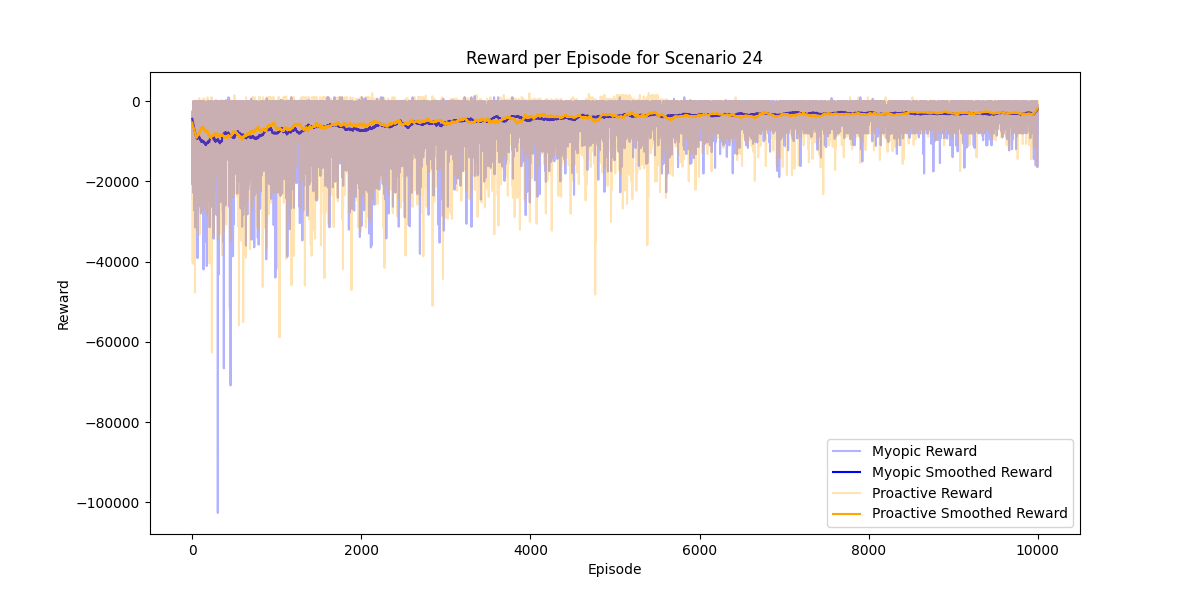 Reward per Episode for Scenario 24
0
−20000
−40000
−60000
−80000
−100000
Reward
0 2000 4000 6000 8000 10000
Episode
Myopic Reward
Myopic Smoothed Reward
Proactive Reward
Proactive Smoothed Reward